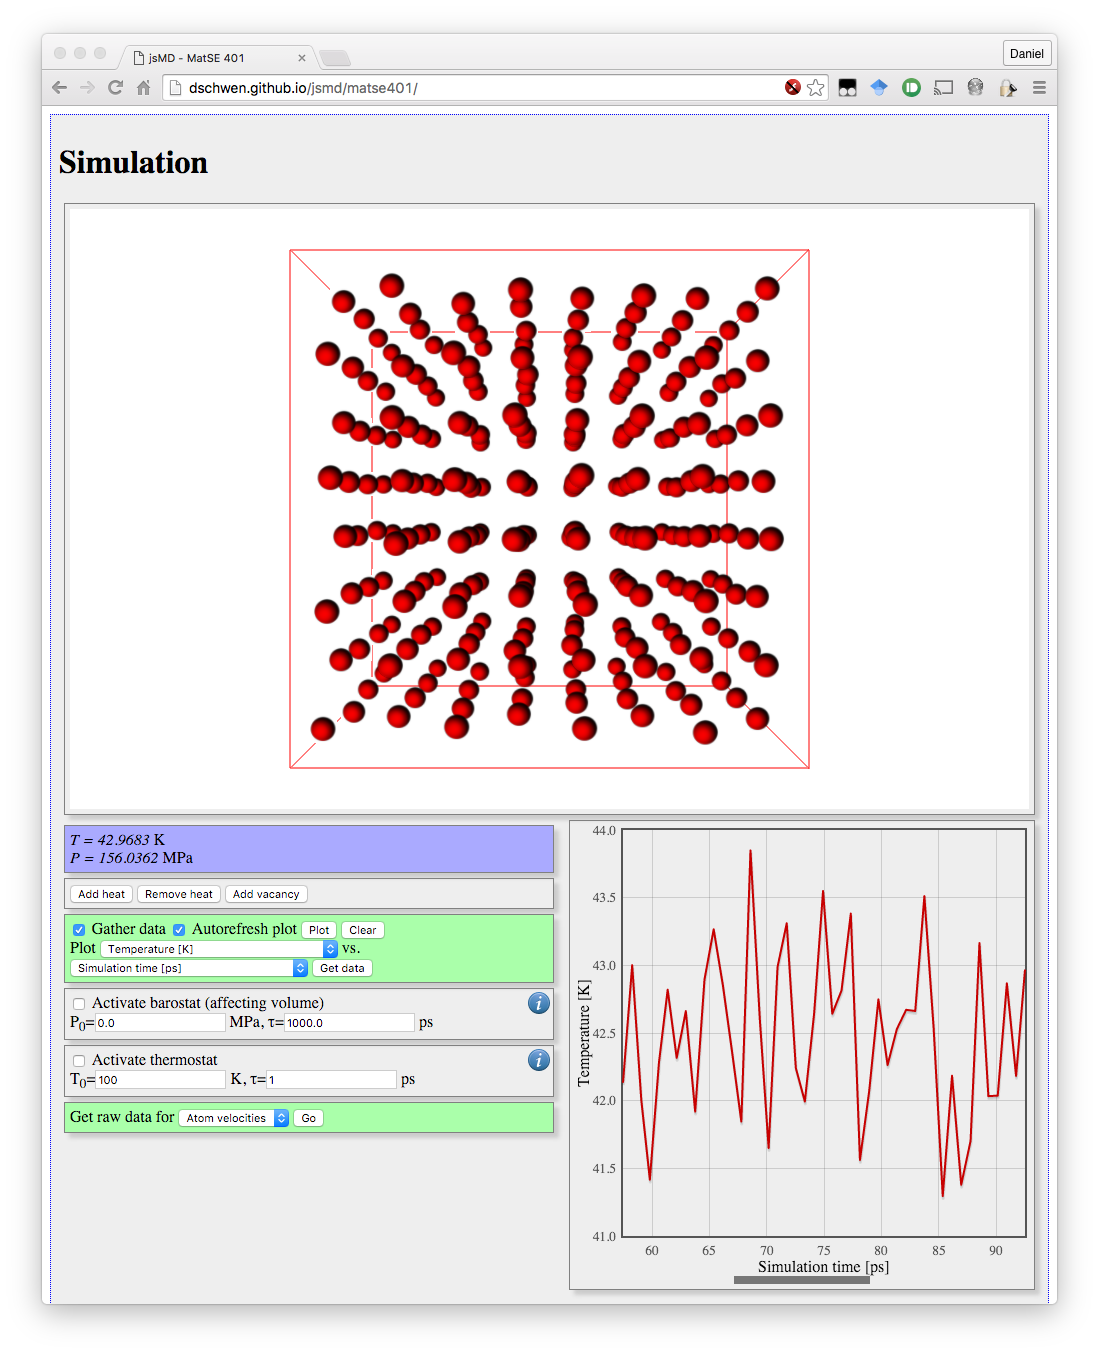 jsMD - MatSE 401
Daniel
dschwen.github.io/jsmd/matse401/
Simulation
T = 42.9683 K
P = 156.0362 MPa
Add heat Remove heat Add vacancy
Gather data Autorefresh plot Plot Clear
Plot Temperature [K] vs.
Simulation time [ps] Get data
Activate barostat (affecting volume)
P0=0.0 MPa, τ=1000.0 ps
Activate thermostat
T0=100 K, τ=1 ps
Get raw data for Atom velocities Go
44.0
43.5
43.0
42.5
42.0
41.5
41.0
Temperature [K]
60 65 70 75 80 85 90
Simulation time [ps]